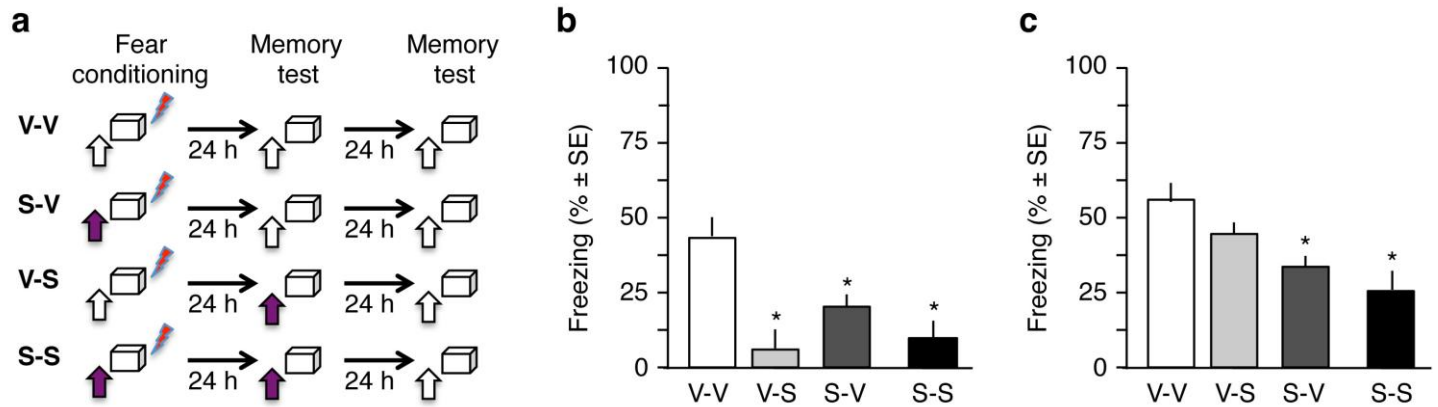 a
Fear conditioning
Memory test
Memory test
V-V
24 h
24 h
S-V
24 h
24 h
V-S
24 h
24 h
S-S
24 h
24 h
b
Freezing (% ± SE)
100
75
50
25
0
*
*
*
V-V V-S S-V S-S
c
Freezing (% ± SE)
100
75
50
25
0
*
*
V-V V-S S-V S-S